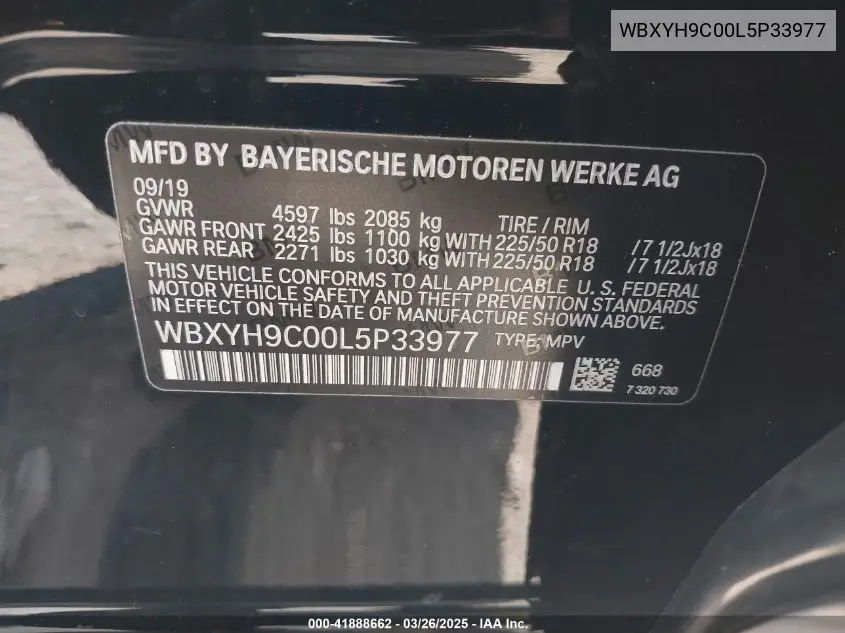 WBXYH9C00L5P33977
MFD BY BAYERISCHE MOTOREN WERKE AG
09/19
GVWR 4597 lbs 2085 kg TIRE / RIM
GAWR FRONT 2425 lbs 1100 kg WITH 225/50 R18 /7 1/2Jx18
GAWR REAR 2271 lbs 1030 kg WITH 225/50 R18 /7 1/2Jx18
THIS VEHICLE CONFORMS TO ALL APPLICABLE U.S. FEDERAL
MOTOR VEHICLE SAFETY AND THEFT PREVENTION STANDARDS
IN EFFECT ON THE DATE OF MANUFACTURE SHOWN ABOVE.
WBXYH9C00L5P33977 TYPE: MPV
668
7 320 730
000-41888662 - 03/26/2025 - IAA Inc.